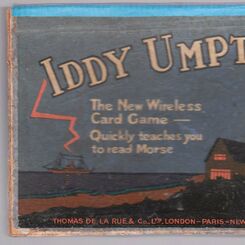 IDDY UMPT
The New Wireless
Card Game —
Quickly teaches you
to read Morse
THOMAS DE LA RUE & Co., LTD. LONDON-PARIS-NEW